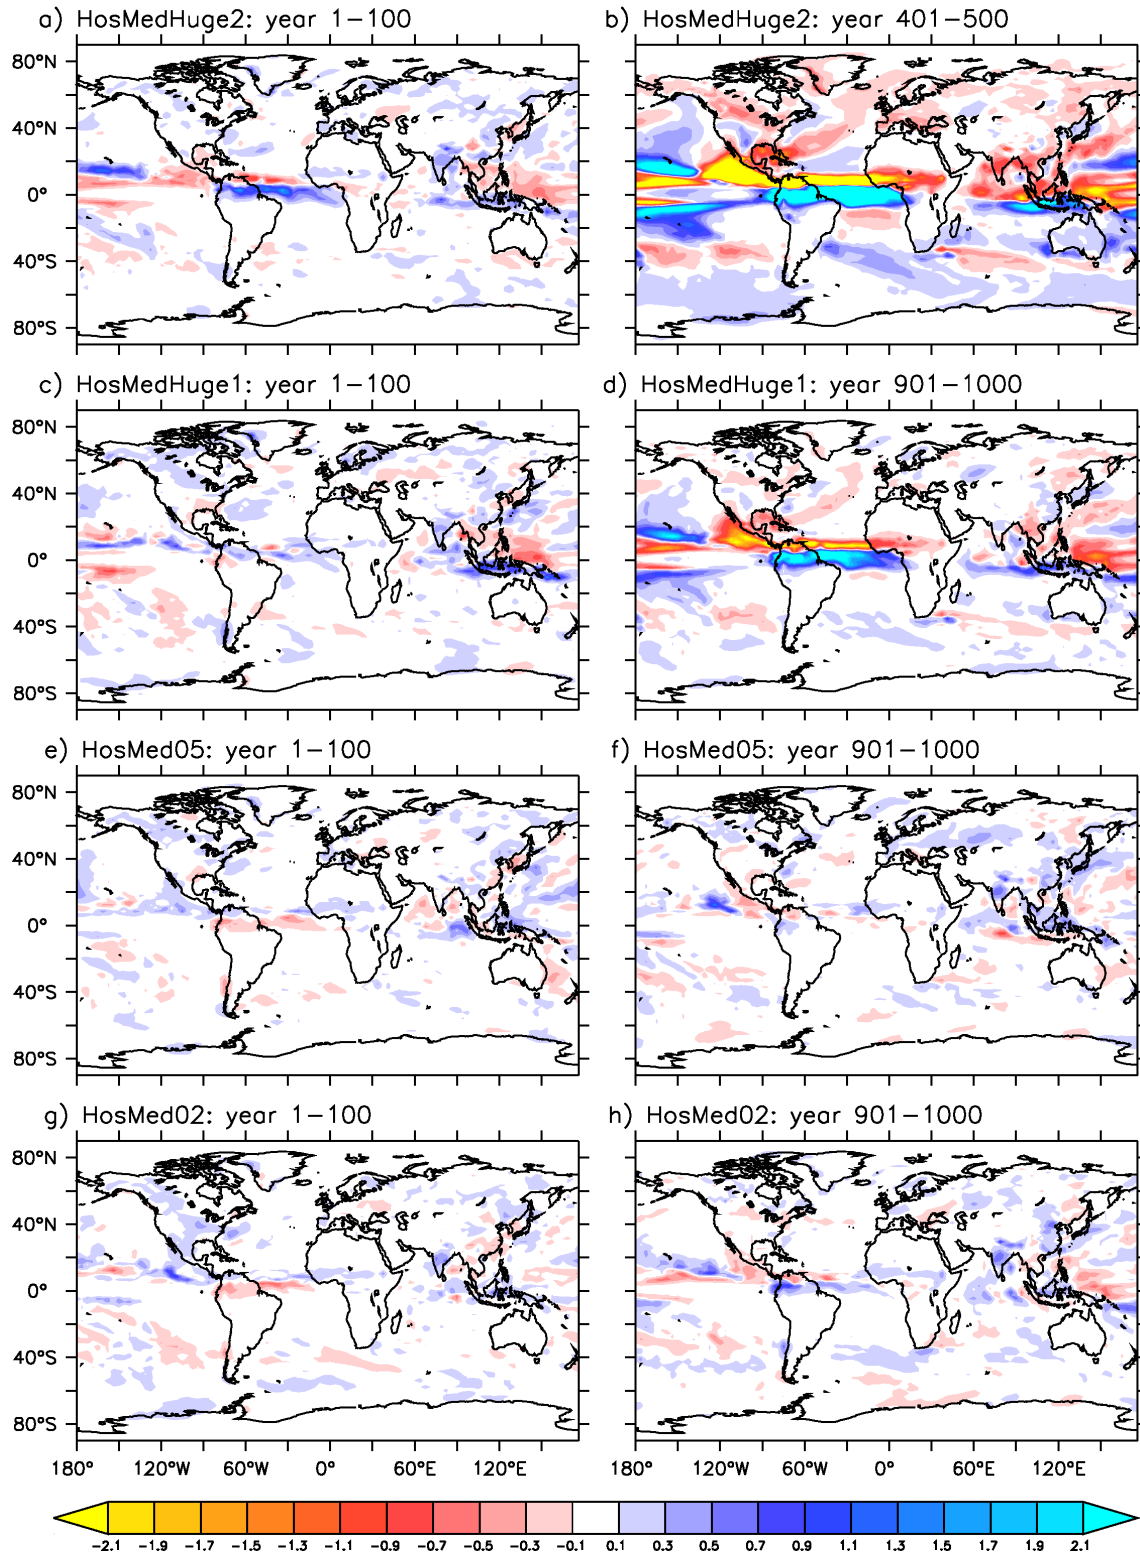 a) HosMedHuge2: year 1−100
b) HosMedHuge2: year 401−500
80°N
40°N
0°
40°S
80°S
c) HosMedHuge1: year 1−100
d) HosMedHuge1: year 901−1000
80°N
40°N
0°
40°S
80°S
e) HosMed05: year 1−100
f) HosMed05: year 901−1000
80°N
40°N
0°
40°S
80°S
g) HosMed02: year 1−100
h) HosMed02: year 901−1000
80°N
40°N
0°
40°S
80°S
180° 120°W 60°W 0° 60°E 120°E
180° 120°W 60°W 0° 60°E 120°E
−2.1 −1.9 −1.7 −1.5 −1.3 −1.1 −0.9 −0.7 −0.5 −0.3 −0.1 0.1 0.3 0.5 0.7 0.9 1.1 1.3 1.5 1.7 1.9 2.1